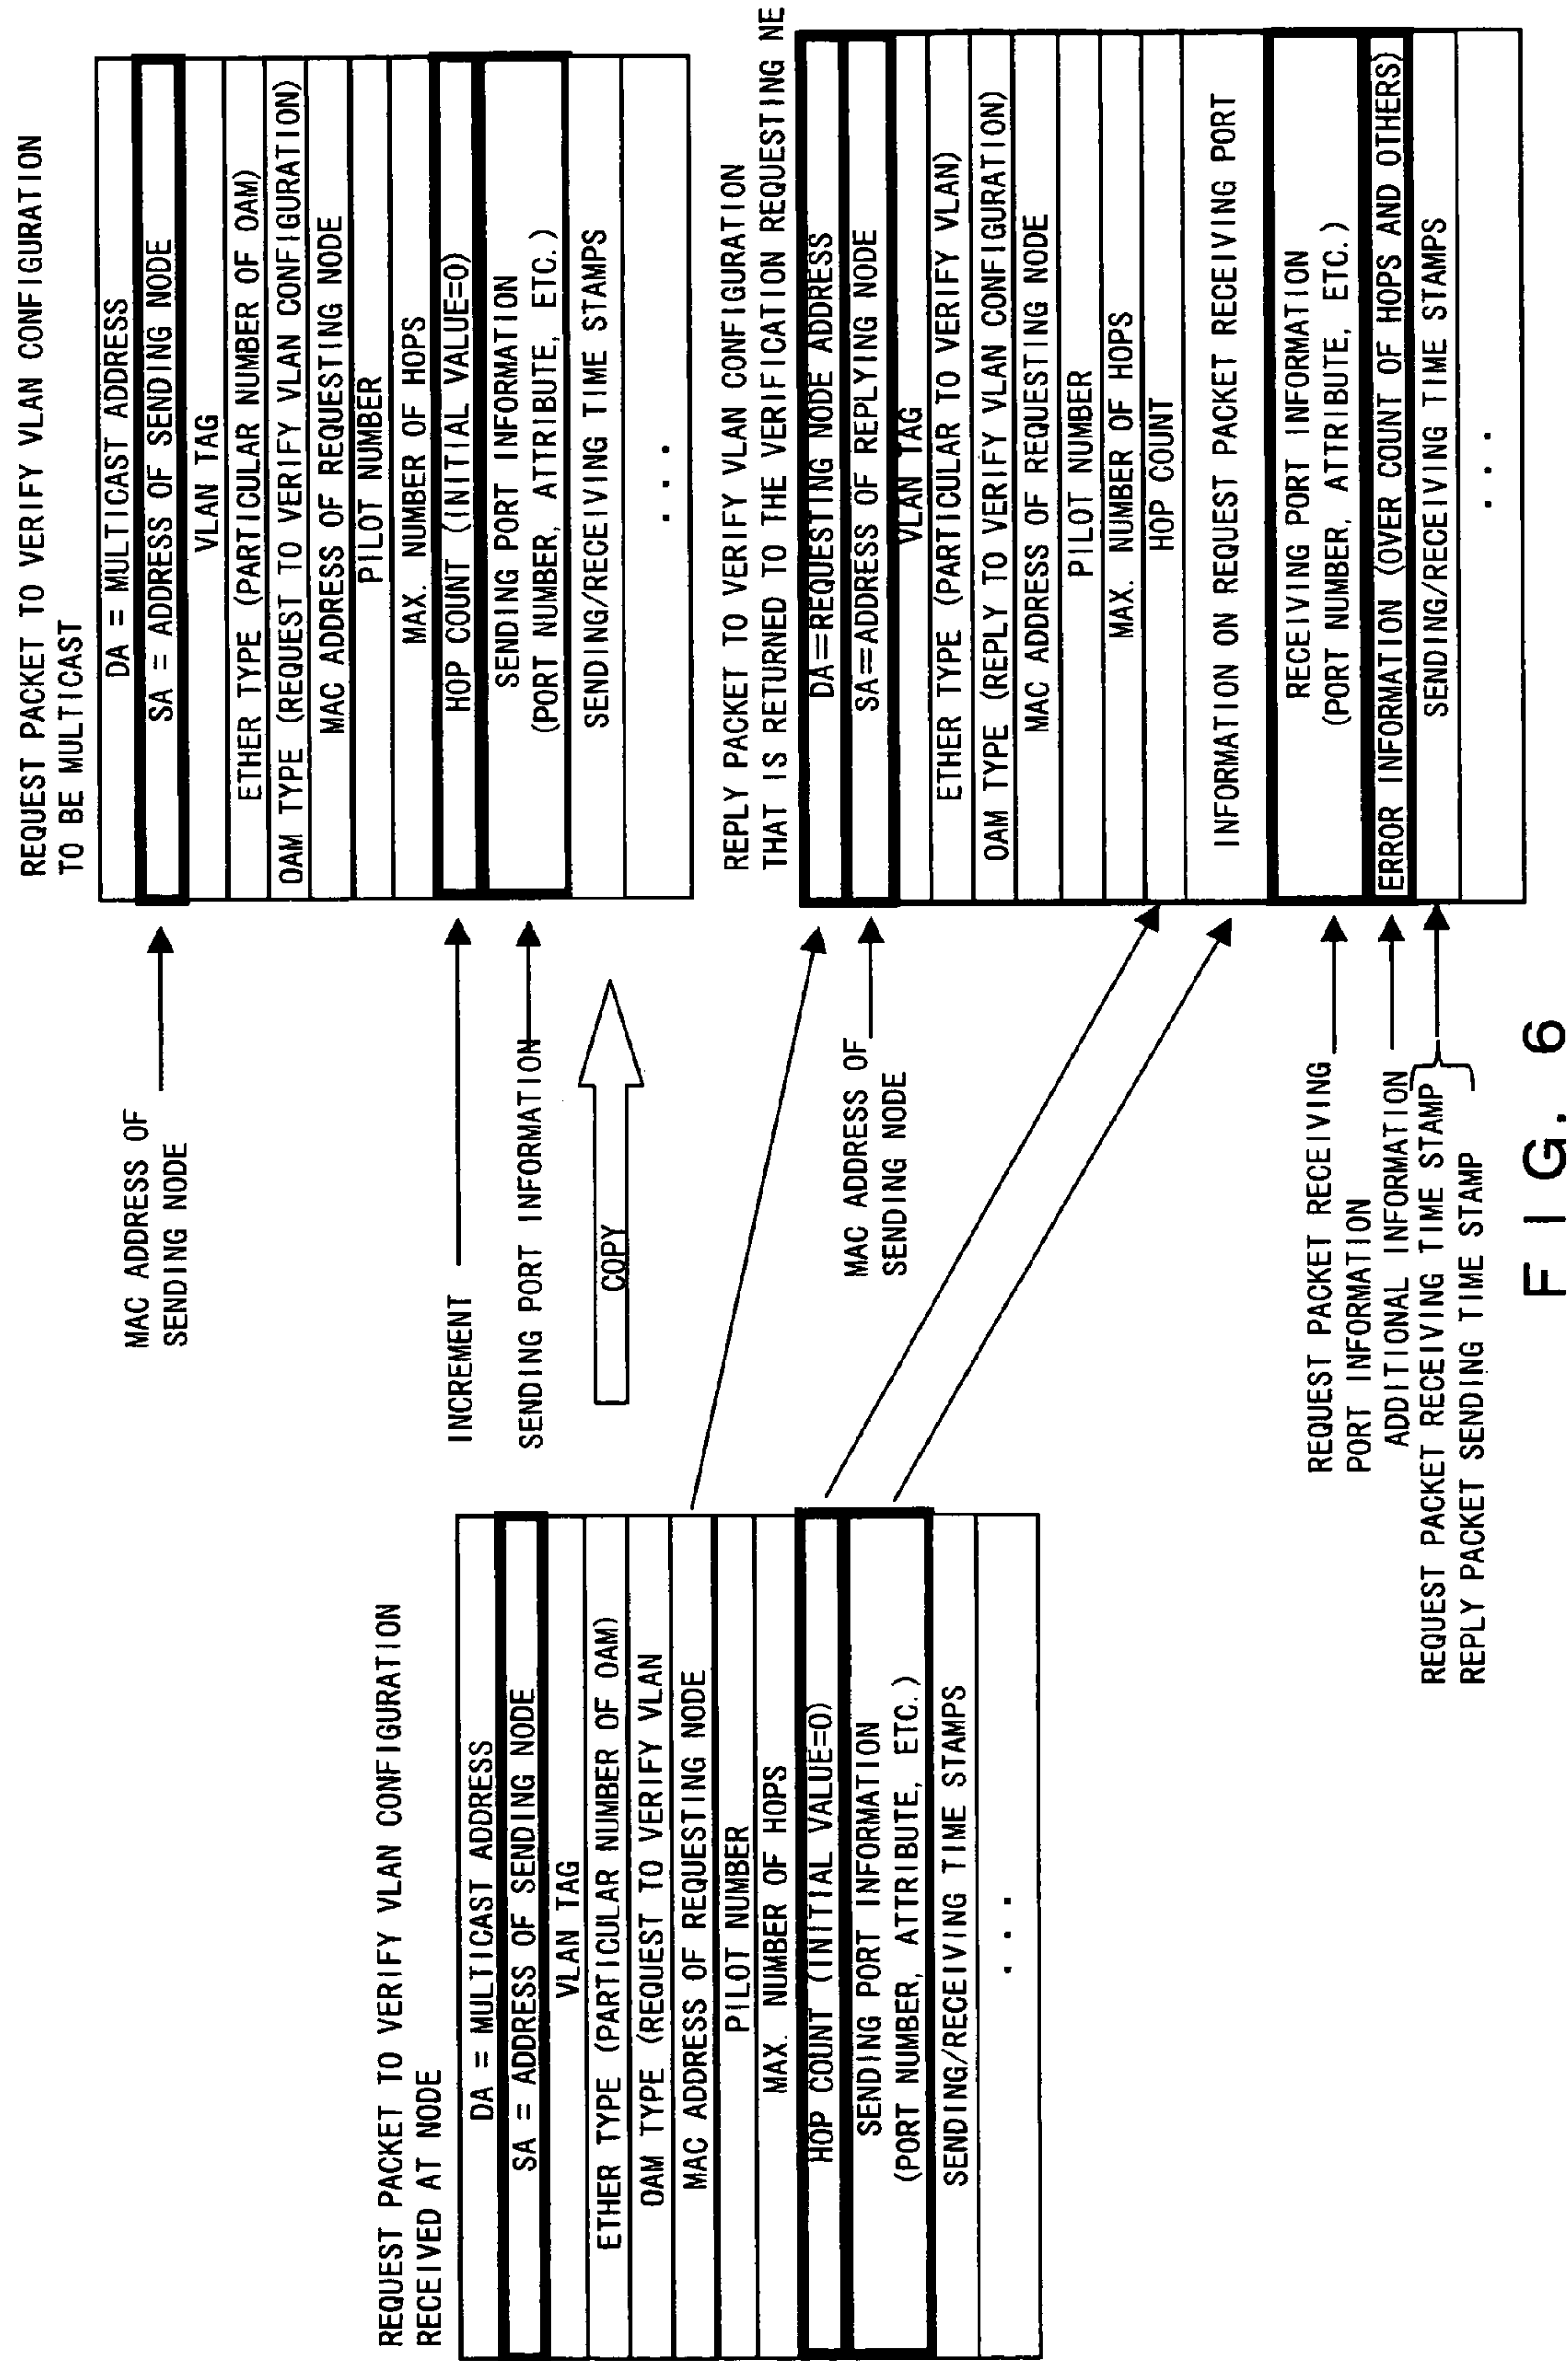 REQUEST PACKET TO VERIFY VLAN CONFIGURATION
RECEIVED AT NODE
DA = MULTICAST ADDRESS
SA = ADDRESS OF SENDING NODE
VLAN TAG
ETHER TYPE (PARTICULAR NUMBER OF OAM)
OAM TYPE (REQUEST TO VERIFY VLAN
MAC ADDRESS OF REQUESTING NODE
PILOT NUMBER
MAX. NUMBER OF HOPS
HOP COUNT (INITIAL VALUE=0)
SENDING PORT INFORMATION
(PORT NUMBER, ATTRIBUTE, ETC.)
SENDING/RECEIVING TIME STAMPS
...
MAC ADDRESS OF
SENDING NODE
INCREMENT
SENDING PORT INFORMATION
COPY
REQUEST PACKET TO VERIFY VLAN CONFIGURATION
TO BE MULTICAST
DA = MULTICAST ADDRESS
SA = ADDRESS OF SENDING NODE
VLAN TAG
ETHER TYPE (PARTICULAR NUMBER OF OAM)
OAM TYPE (REQUEST TO VERIFY VLAN CONFIGURATION)
MAC ADDRESS OF REQUESTING NODE
PILOT NUMBER
MAX. NUMBER OF HOPS
HOP COUNT (INITIAL VALUE=0)
SENDING PORT INFORMATION
(PORT NUMBER, ATTRIBUTE, ETC.)
SENDING/RECEIVING TIME STAMPS
...
MAC ADDRESS OF
SENDING NODE
REQUEST PACKET RECEIVING
PORT INFORMATION
ADDITIONAL INFORMATION
REQUEST PACKET RECEIVING TIME STAMP
REPLY PACKET SENDING TIME STAMP
REPLY PACKET TO VERIFY VLAN CONFIGURATION
THAT IS RETURNED TO THE VERIFICATION REQUESTING NE
DA=REQUESTING NODE ADDRESS
SA=ADDRESS OF REPLYING NODE
VLAN TAG
ETHER TYPE (PARTICULAR TO VERIFY VLAN)
OAM TYPE (REPLY TO VERIFY VLAN CONFIGURATION)
MAC ADDRESS OF REQUESTING NODE
PILOT NUMBER
MAX. NUMBER OF HOPS
HOP COUNT
INFORMATION ON REQUEST PACKET RECEIVING PORT
RECEIVING PORT INFORMATION
(PORT NUMBER, ATTRIBUTE, ETC.)
ERROR INFORMATION (OVER COUNT OF HOPS AND OTHERS)
SENDING/RECEIVING TIME STAMPS
...
FIG. 6